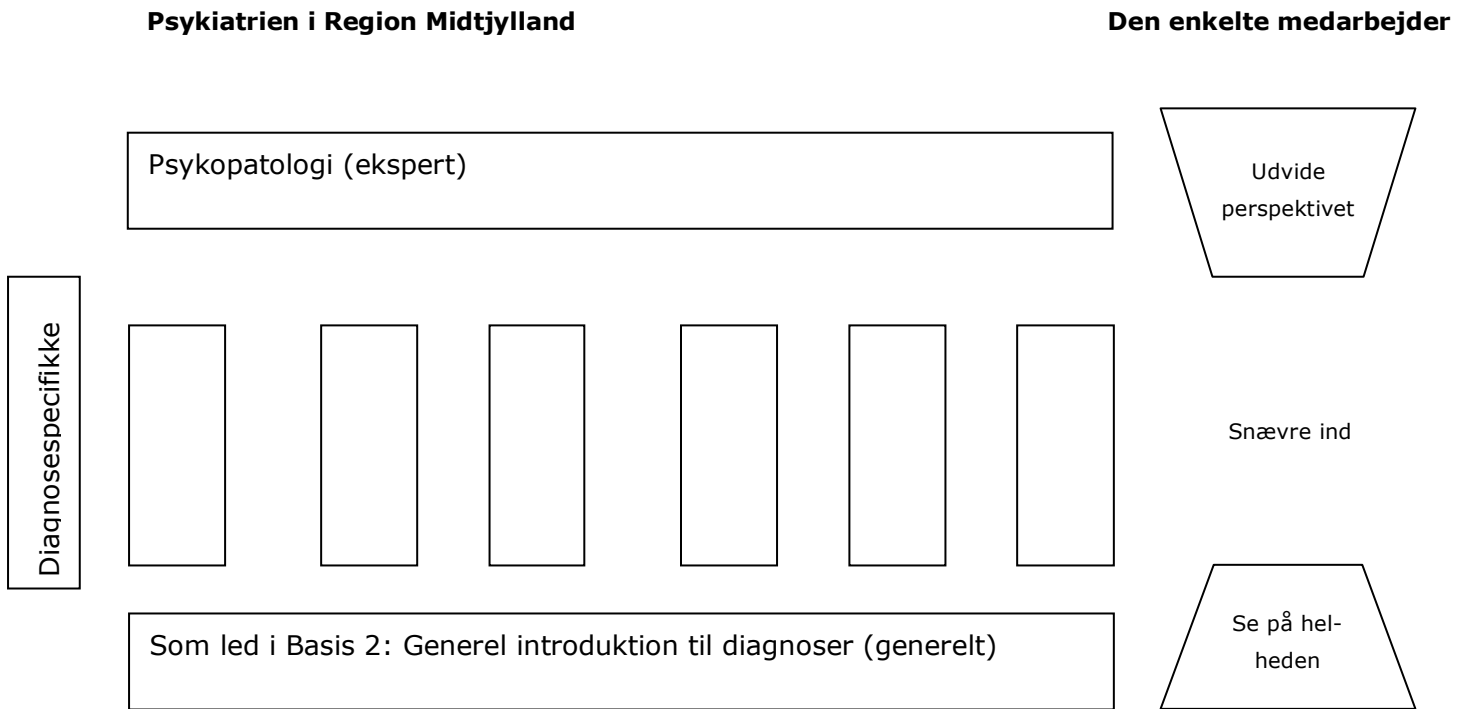 Psykiatrien i Region Midtjylland
Den enkelte medarbejder
Psykopatologi (ekspert)
Udvide
perspektivet
Diagnosespecifikke
Snævre ind
Som led i Basis 2: Generel introduktion til diagnoser (generelt)
Se på hel-
heden